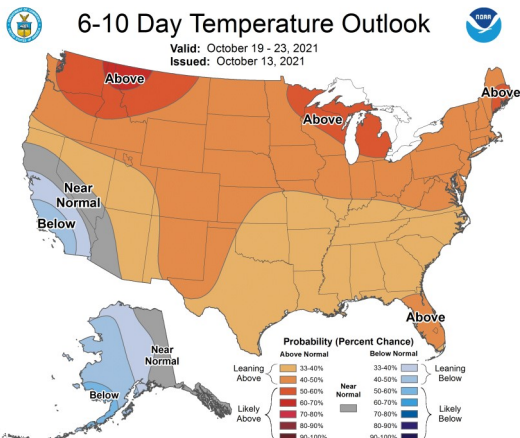 6-10 Day Temperature Outlook
Valid: October 19 - 23, 2021
Issued: October 13, 2021
NOAA
Above
Above
Above
Near
Normal
Below
Above
Near
Normal
Below
Probability (Percent Chance)
Above Normal
Below Normal
Leaning
Above
33-40%
40-50%
33-40%
40-50%
Leaning
Below
Near
Normal
Likely
Above
50-60%
60-70%
70-80%
80-90%
90-100%
50-60%
60-70%
70-80%
80-90%
90-100%
Likely
Below